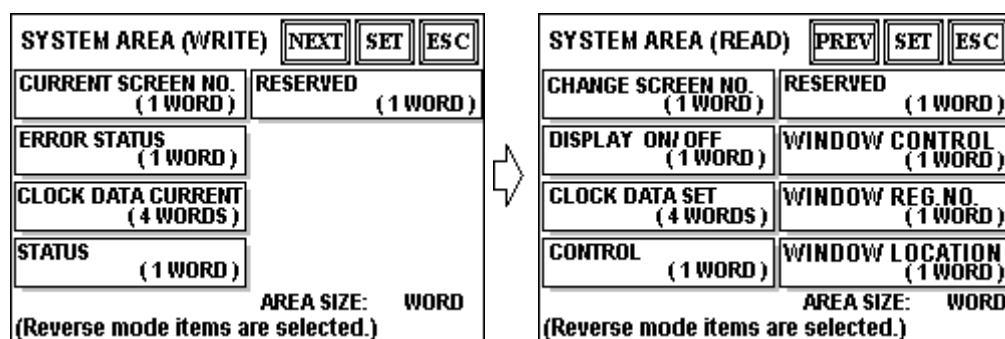 SYSTEM AREA (WRITE) NEXT SET ESC
CURRENT SCREEN NO. RESERVED
(1 WORD) (1 WORD)
ERROR STATUS
(1 WORD)
CLOCK DATA CURRENT
(4 WORDS)
STATUS
(1 WORD)
AREA SIZE: WORD
(Reverse mode items are selected.)
SYSTEM AREA (READ) PREV SET ESC
CHANGE SCREEN NO. RESERVED
(1 WORD) (1 WORD)
DISPLAY ON/OFF WINDOW CONTROL
(1 WORD) (1 WORD)
CLOCK DATA SET WINDOW REG.NO.
(4 WORDS) (1 WORD)
CONTROL WINDOW LOCATION
(1 WORD) (1 WORD)
AREA SIZE: WORD
(Reverse mode items are selected.)